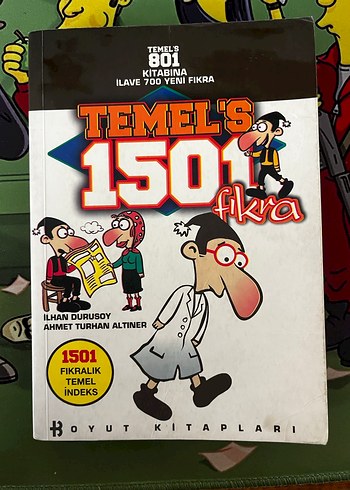 TEMEL'S
801
KİTABINA
İLAVE 700 YENİ FIKRA
TEMEL'S
1501
fıkra
İLHAN DURUSOY
AHMET TURHAN ALTINER
1501
FIKRALIK
TEMEL
İNDEKS
BOYUT KİTAPLARI